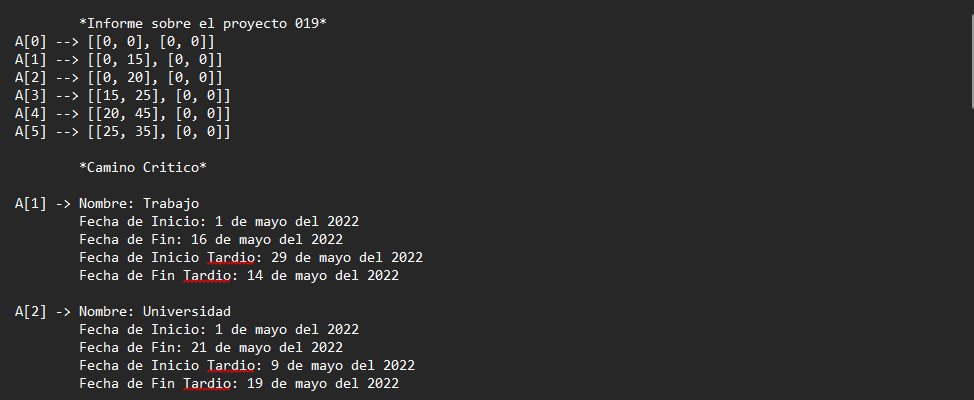 *Informe sobre el proyecto 019*
A[0] --> [[0, 0], [0, 0]]
A[1] --> [[0, 15], [0, 0]]
A[2] --> [[0, 20], [0, 0]]
A[3] --> [[15, 25], [0, 0]]
A[4] --> [[20, 45], [0, 0]]
A[5] --> [[25, 35], [0, 0]]
*Camino Critico*
A[1] -> Nombre: Trabajo
Fecha de Inicio: 1 de mayo del 2022
Fecha de Fin: 16 de mayo del 2022
Fecha de Inicio Tardio: 29 de mayo del 2022
Fecha de Fin Tardio: 14 de mayo del 2022
A[2] -> Nombre: Universidad
Fecha de Inicio: 1 de mayo del 2022
Fecha de Fin: 21 de mayo del 2022
Fecha de Inicio Tardio: 9 de mayo del 2022
Fecha de Fin Tardio: 19 de mayo del 2022